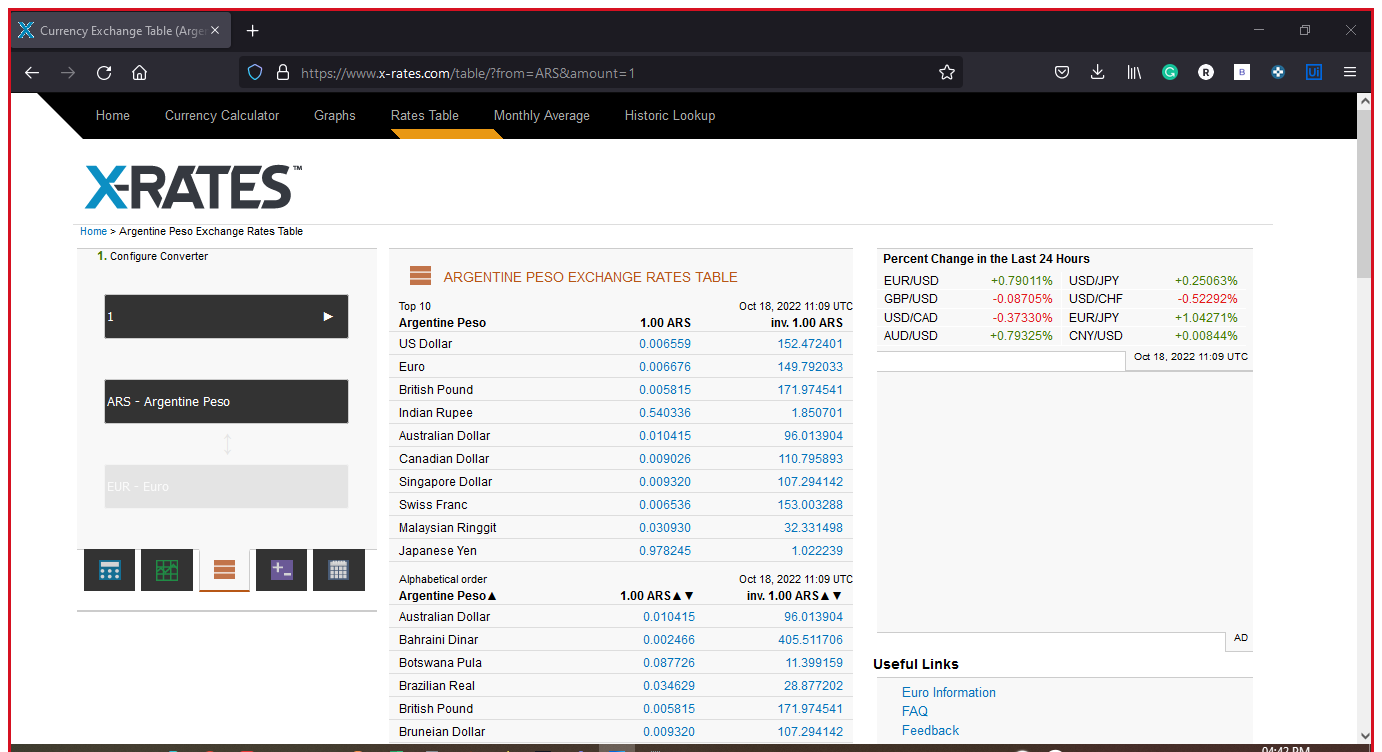 Currency Exchange Table (Arge
https://www.x-rates.com/table/?from=ARS&amount=1
Home Currency Calculator Graphs Rates Table Monthly Average Historic Lookup
X-RATES™
Home > Argentine Peso Exchange Rates Table
1. Configure Converter
1
ARS - Argentine Peso
EUR - Euro
ARGENTINE PESO EXCHANGE RATES TABLE
Top 10 Oct 18, 2022 11:09 UTC
Argentine Peso 1.00 ARS inv. 1.00 ARS
US Dollar 0.006559 152.472401
Euro 0.006676 149.792033
British Pound 0.005815 171.974541
Indian Rupee 0.540336 1.850701
Australian Dollar 0.010415 96.013904
Canadian Dollar 0.009026 110.795893
Singapore Dollar 0.009320 107.294142
Swiss Franc 0.006536 153.003288
Malaysian Ringgit 0.030930 32.331498
Japanese Yen 0.978245 1.022239
Alphabetical order Oct 18, 2022 11:09 UTC
Argentine Peso▲ 1.00 ARS▲▼ inv. 1.00 ARS▲▼
Australian Dollar 0.010415 96.013904
Bahraini Dinar 0.002466 405.511706
Botswana Pula 0.087726 11.399159
Brazilian Real 0.034629 28.877202
British Pound 0.005815 171.974541
Bruneian Dollar 0.009320 107.294142
Percent Change in the Last 24 Hours
EUR/USD +0.79011% USD/JPY +0.25063%
GBP/USD -0.08705% USD/CHF -0.52292%
USD/CAD -0.37330% EUR/JPY +1.04271%
AUD/USD +0.79325% CNY/USD +0.00844%
Oct 18, 2022 11:09 UTC
AD
Useful Links
Euro Information
FAQ
Feedback
04:42 PM